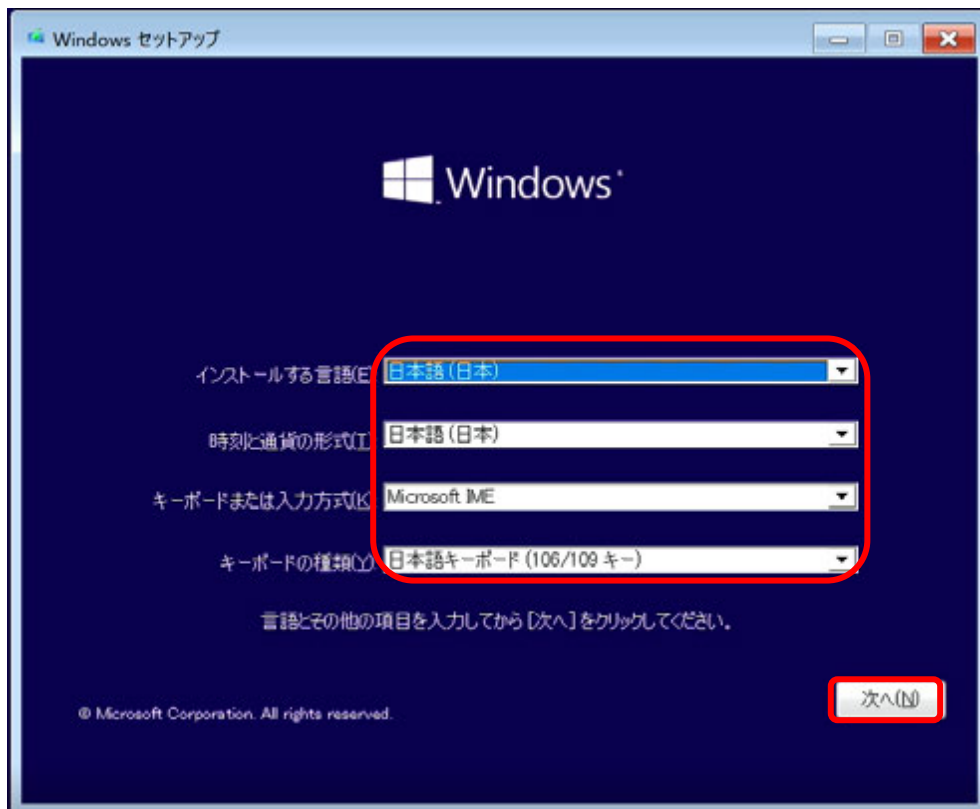 Windows セットアップ
Windows
インストールする言語(E) 日本語 (日本)
時刻と通貨の形式(T) 日本語 (日本)
キーボードまたは入力方式(K) Microsoft IME
キーボードの種類(Y) 日本語キーボード (106/109 キー)
言語とその他の項目を入力してから [次へ] をクリックしてください。
次へ(N)
© Microsoft Corporation. All rights reserved.